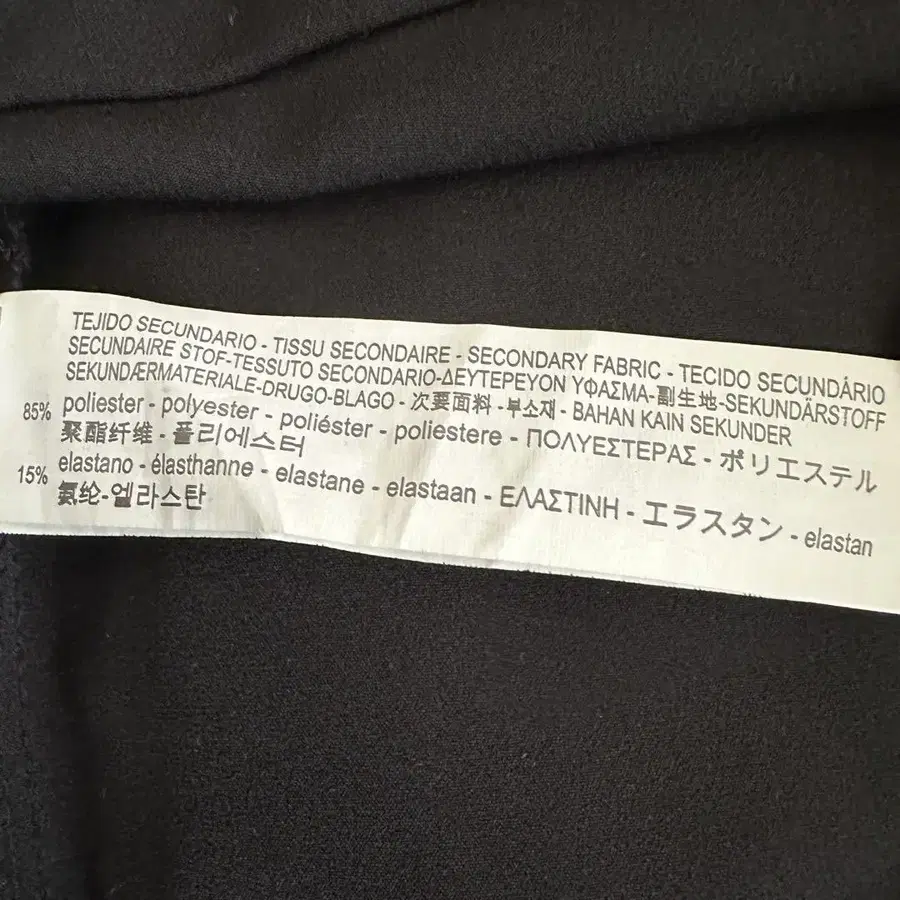 TEJIDO SECUNDARIO - TISSU SECONDAIRE - SECONDARY FABRIC - TECIDO SECUNDÁRIO
SECUNDAIRE STOF-TESSUTO SECONDARIO-ΔΕΥΤΕΡΕΥΟΝ ΥΦΑΣΜΑ-副生地-SEKUNDÄRSTOFF
SEKUNDÆRMATERIALE-DRUGO-BLAGO - 次要面料 -부소재 - BAHAN KAIN SEKUNDER
85% poliester - polyester - poliéster - poliestere - ΠΟΛΥΕΣΤΕΡΑΣ - ポリエステル
聚酯纤维 - 폴리에스터
15% elastano - élasthanne - elastane - elastaan - ΕΛΑΣΤΙΝΗ - エラスタン - elastan
氨纶-엘라스탄